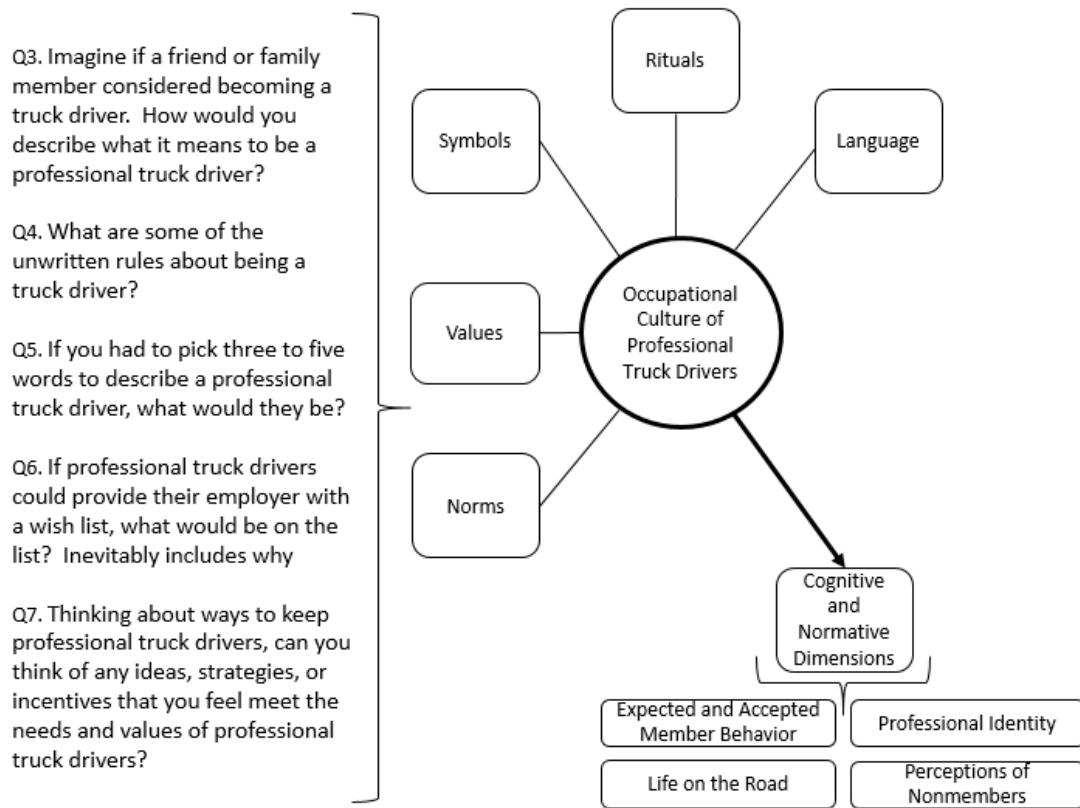 Q3. Imagine if a friend or family
member considered becoming a
truck driver.  How would you
describe what it means to be a
professional truck driver?
Q4. What are some of the
unwritten rules about being a
truck driver?
Q5. If you had to pick three to five
words to describe a professional
truck driver, what would they be?
Q6. If professional truck drivers
could provide their employer with
a wish list, what would be on the
list?  Inevitably includes why
Q7. Thinking about ways to keep
professional truck drivers, can you
think of any ideas, strategies, or
incentives that you feel meet the
needs and values of professional
truck drivers?
Rituals
Symbols
Language
Values
Norms
Occupational
Culture of
Professional
Truck Drivers
Cognitive
and
Normative
Dimensions
Expected and Accepted
Member Behavior
Professional Identity
Life on the Road
Perceptions of
Nonmembers